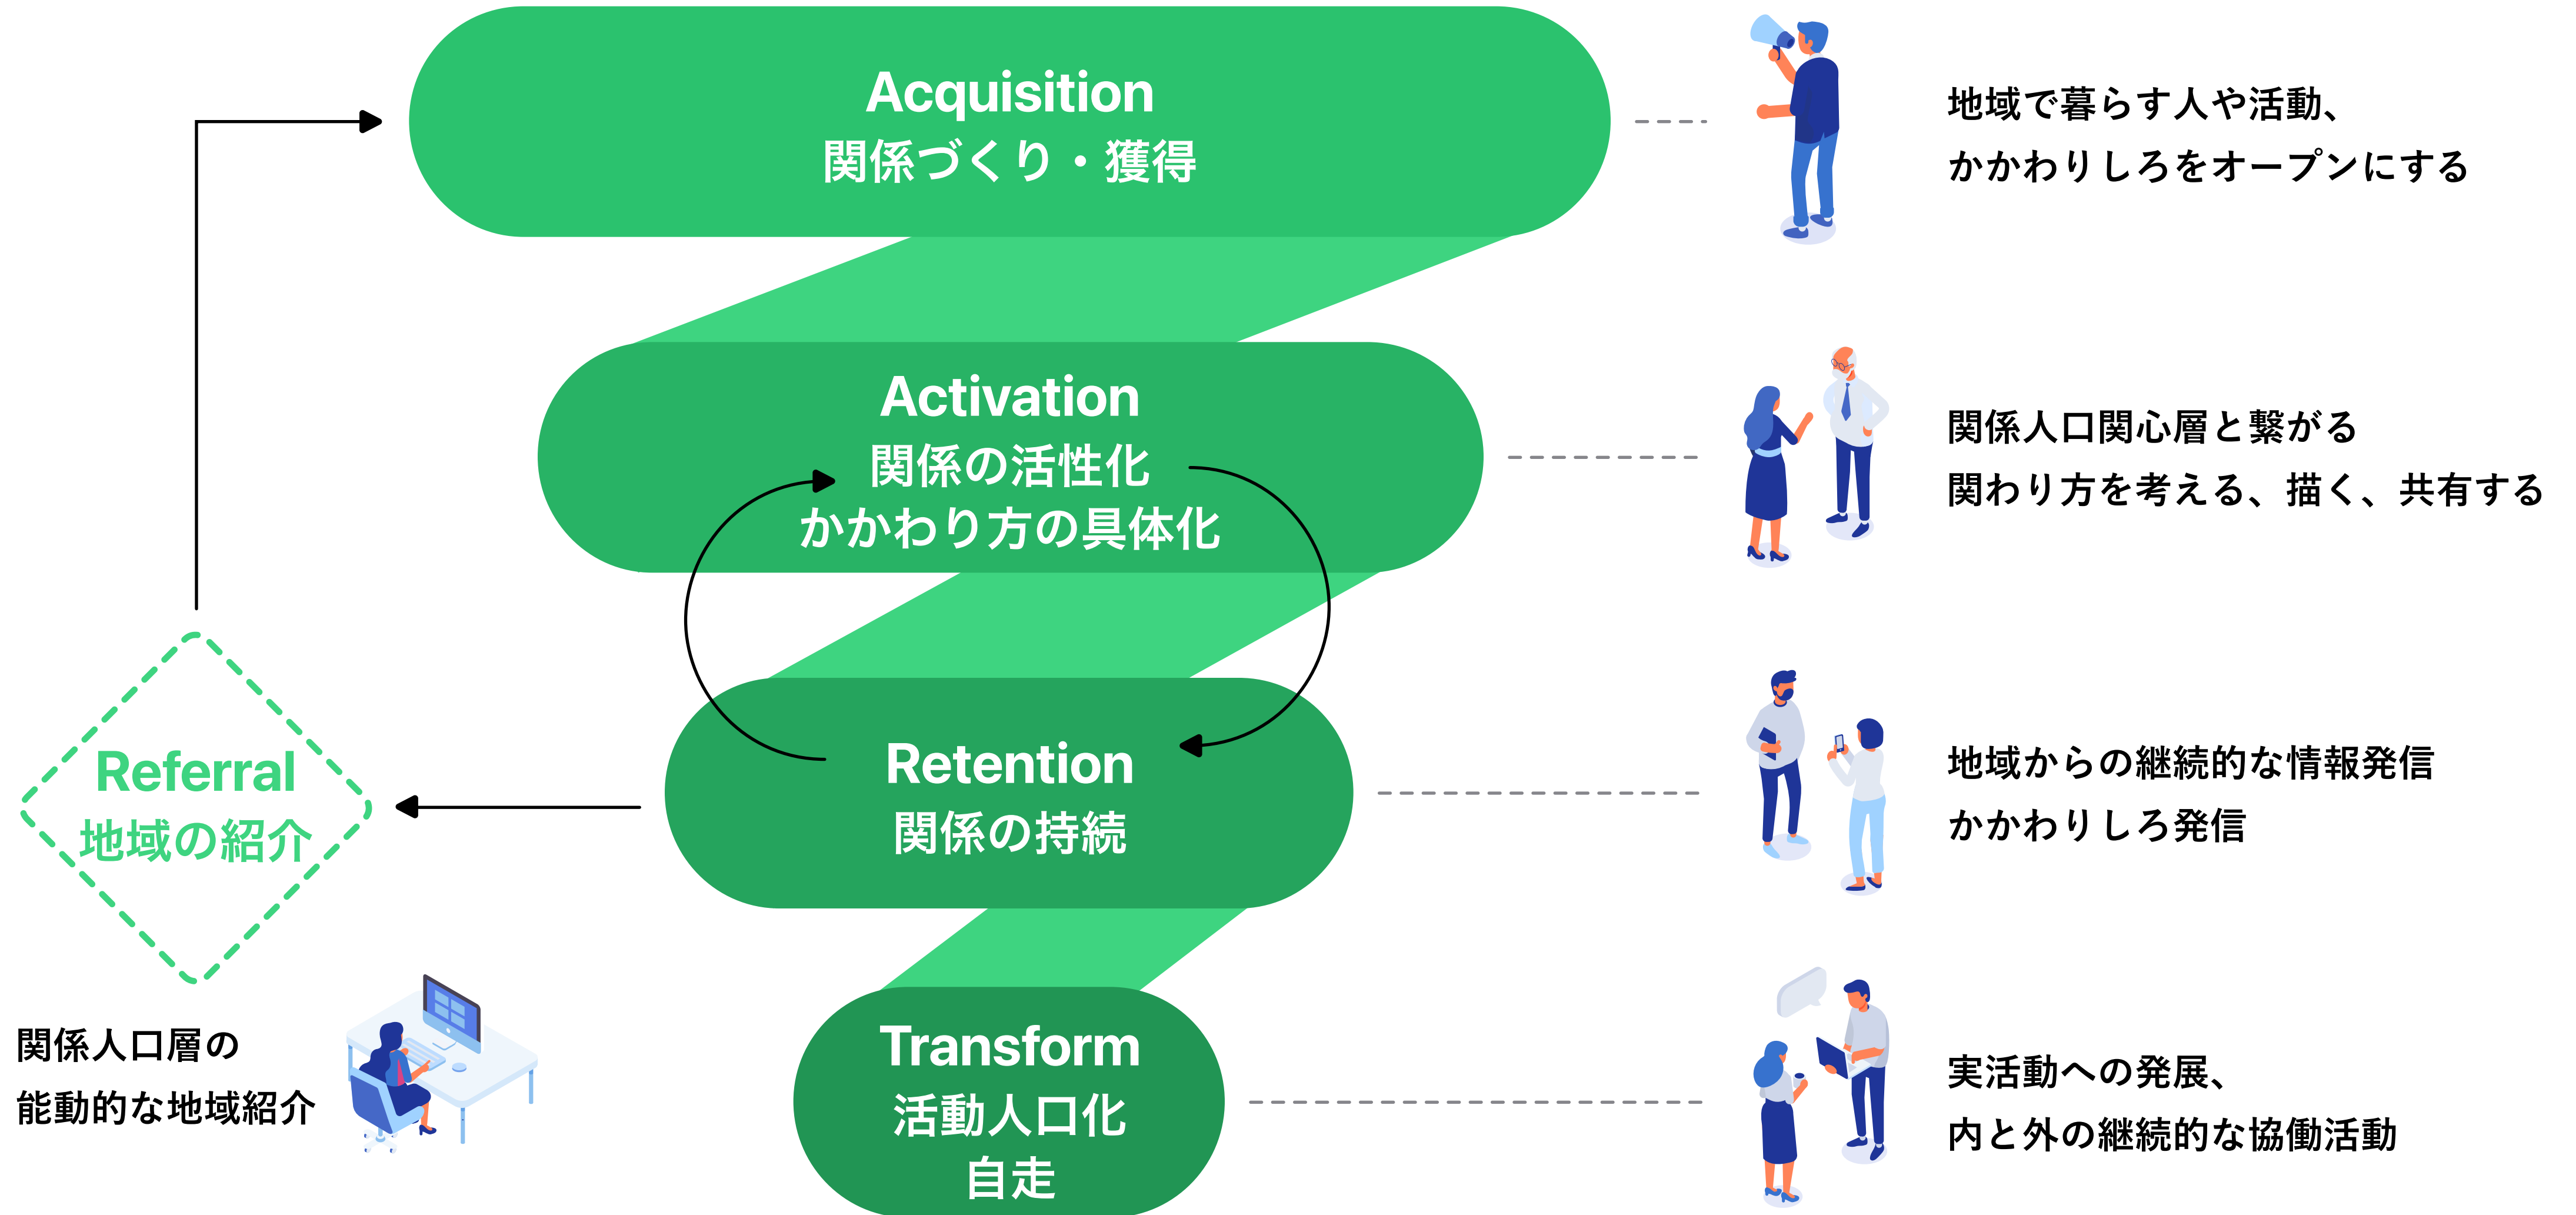 Acquisition
関係づくり・獲得
地域で暮らす人や活動、
かかわりしろをオープンにする
Activation
関係の活性化
かかわり方の具体化
関係人口関心層と繋がる
関わり方を考える、描く、共有する
Retention
関係の持続
地域からの継続的な情報発信
かかわりしろ発信
Referral
地域の紹介
関係人口層の
能動的な地域紹介
Transform
活動人口化
自走
実活動への発展、
内と外の継続的な協働活動